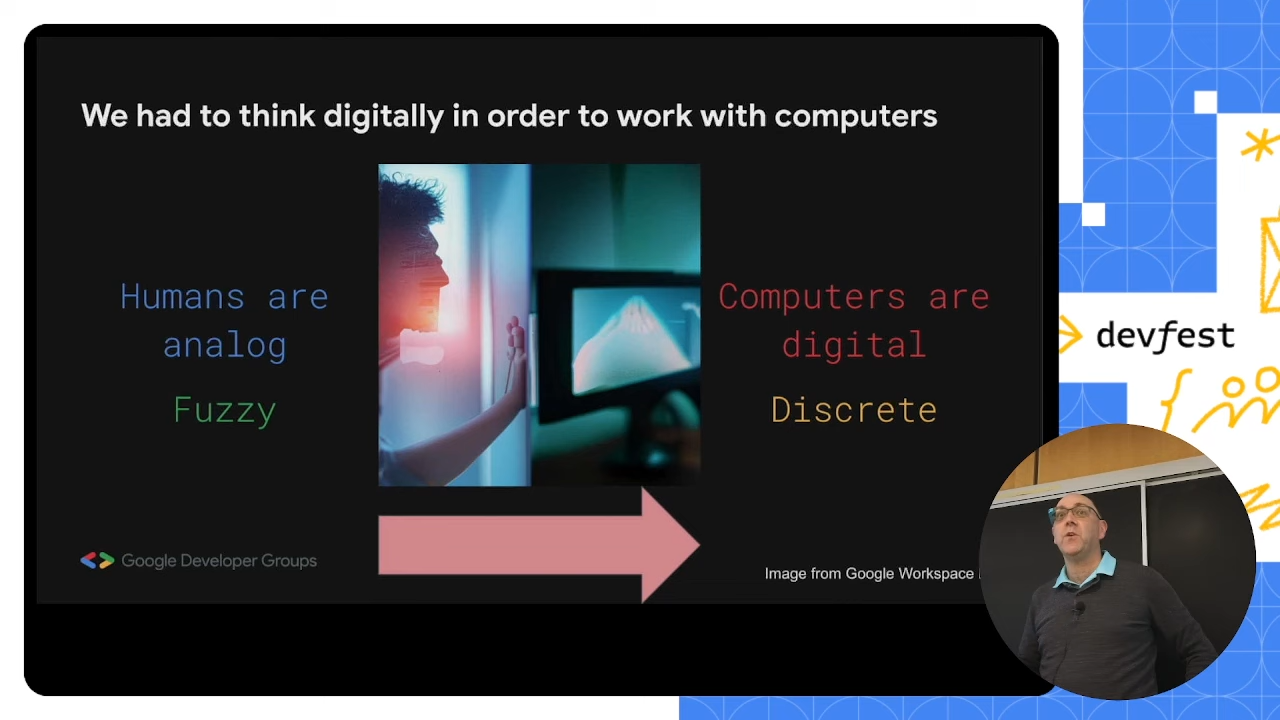 We had to think digitally in order to work with computers
Humans are
analog
Fuzzy
Computers are
digital
Discrete
Google Developer Groups
Image from Google Workspace
devfest